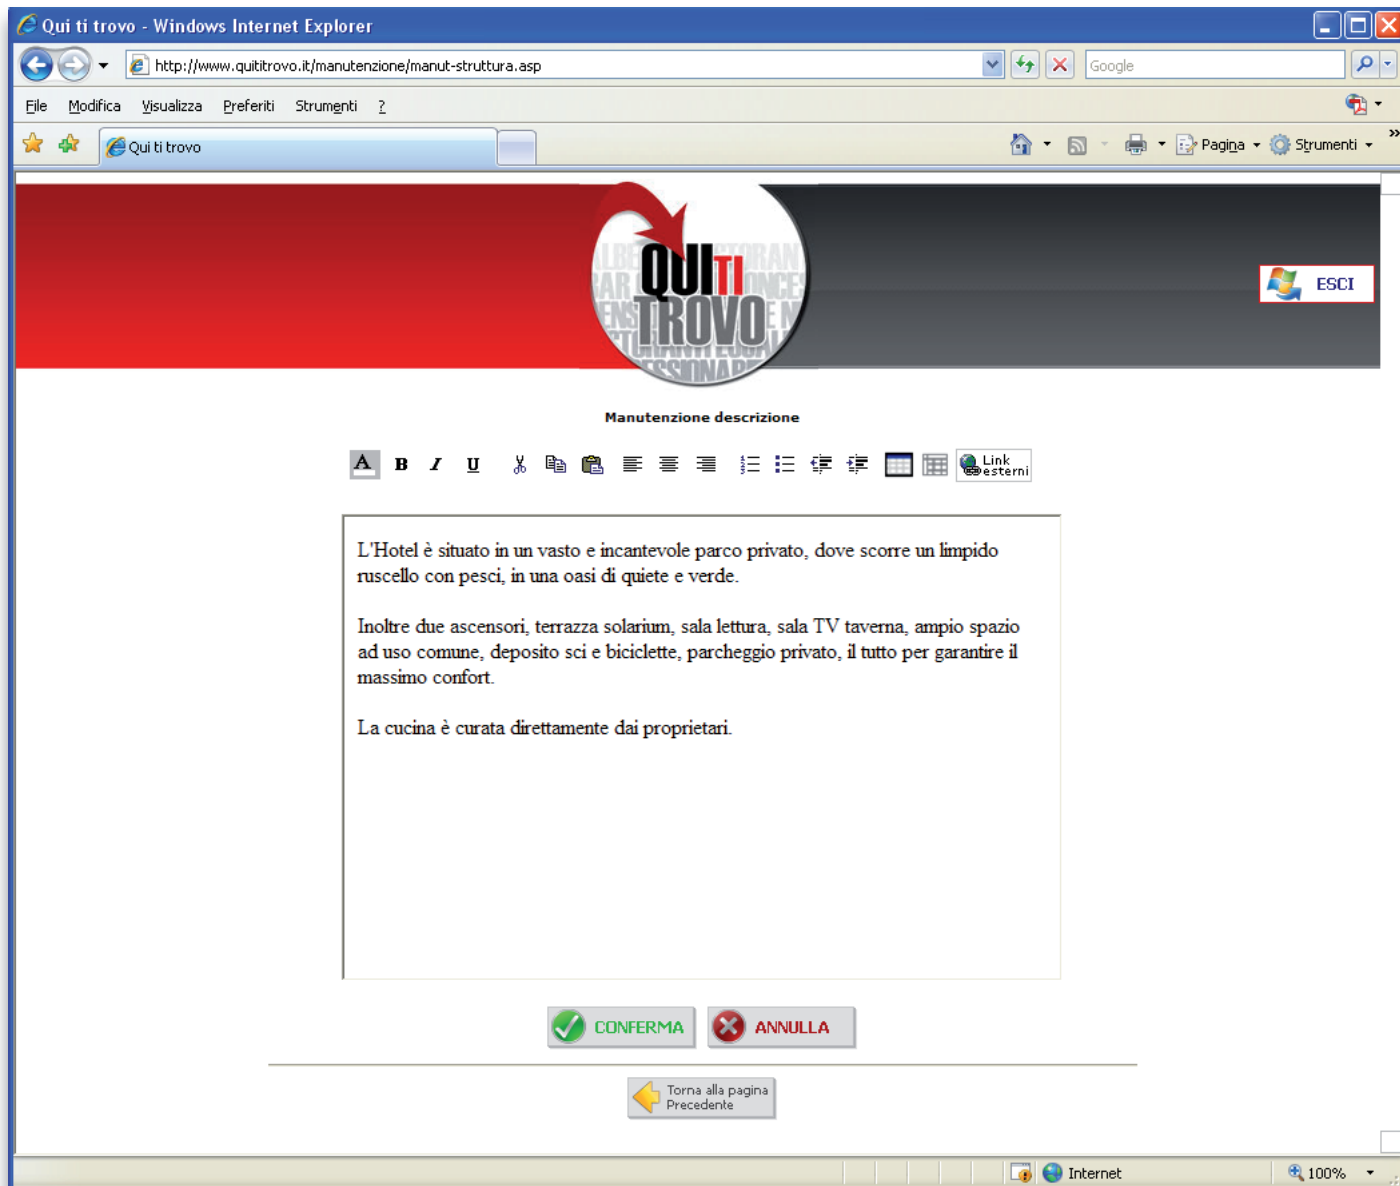 Qui ti trovo - Windows Internet Explorer
http://www.quititrovo.it/manutenzione/manut-struttura.asp
Google
File Modifica Visualizza Preferiti Strumenti ?
Qui ti trovo
Pagina Strumenti »
QUI TI
TROVO
ESCI
Manutenzione descrizione
A B I U Link
esterni
L'Hotel è situato in un vasto e incantevole parco privato, dove scorre un limpido
ruscello con pesci, in una oasi di quiete e verde.
Inoltre due ascensori, terrazza solarium, sala lettura, sala TV taverna, ampio spazio
ad uso comune, deposito sci e biciclette, parcheggio privato, il tutto per garantire il
massimo confort.
La cucina è curata direttamente dai proprietari.
CONFERMA ANNULLA
Torna alla pagina
Precedente
Internet 100%